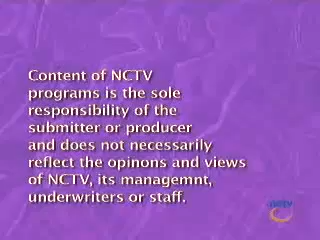 Content of NCTV
programs is the sole
responsibility of the
submitter or producer
and does not necessarily
reflect the opinons and views
of NCTV, its managemnt,
underwriters or staff.
nctv